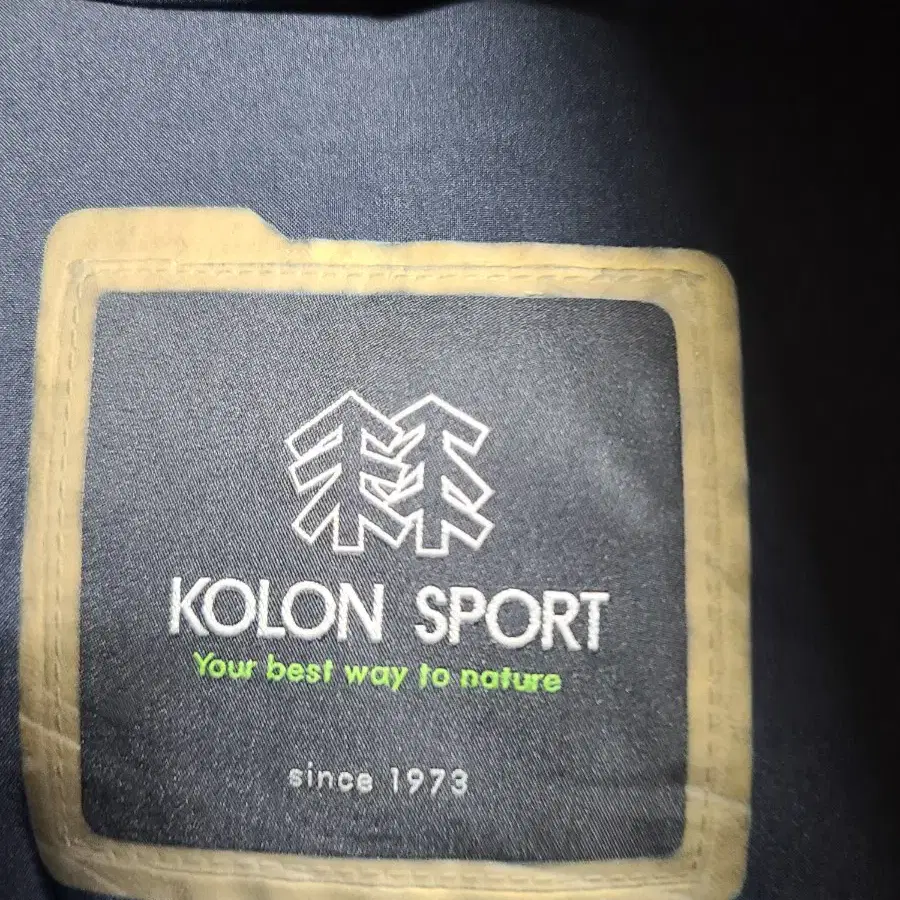 KOLON SPORT
Your best way to nature
since 1973